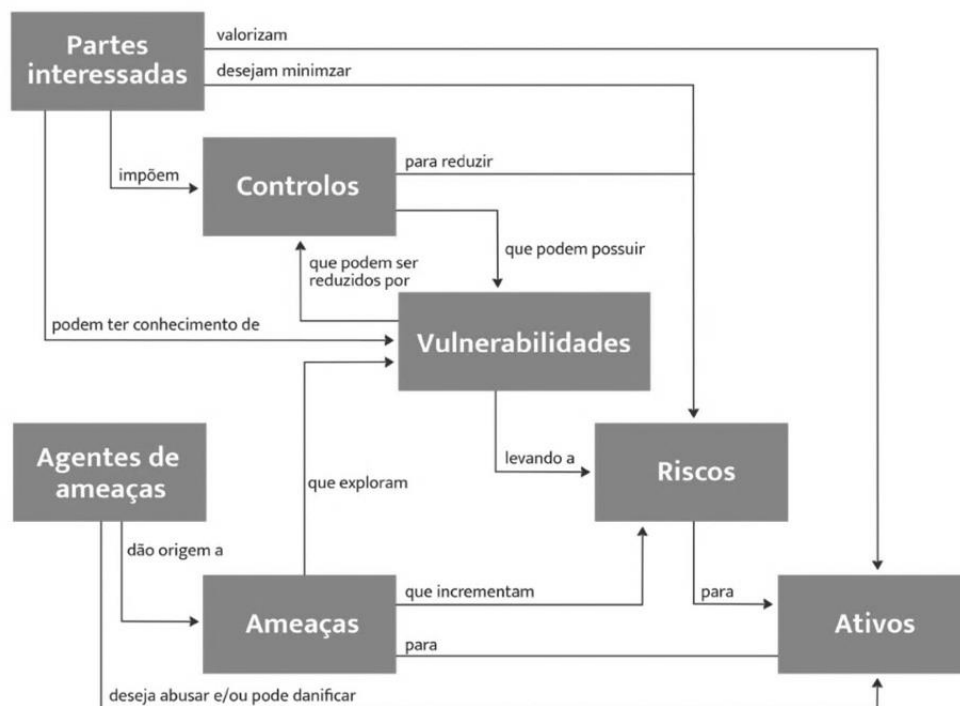 Partes
interessadas
valorizam
desejam minimzar
impõem
Controlos
para reduzir
que podem possuir
que podem ser
reduzidos por
podem ter conhecimento de
Vulnerabilidades
Agentes de
ameaças
que exploram
levando a
Riscos
dão origem a
Ameaças
que incrementam
para
para
Ativos
deseja abusar e/ou pode danificar